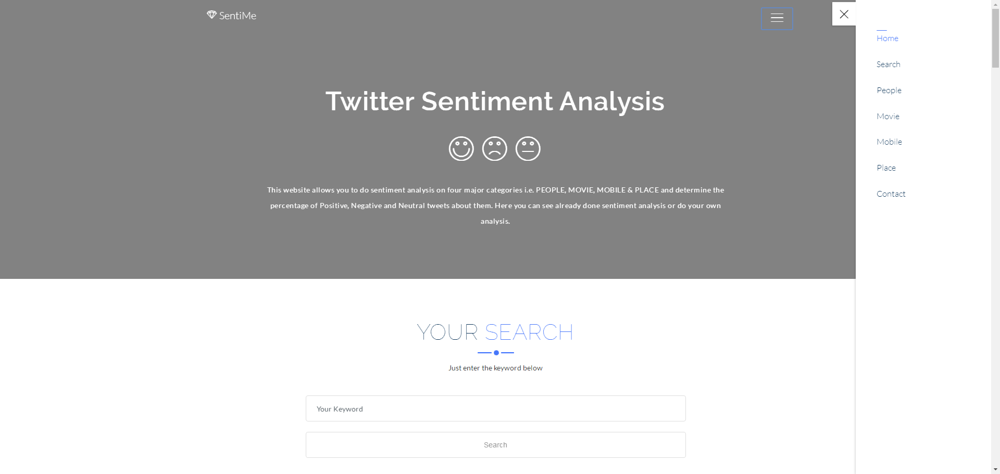 SentiMe
Twitter Sentiment Analysis
This website allows you to do sentiment analysis on four major categories i.e. PEOPLE, MOVIE, MOBILE & PLACE and determine the
percentage of Positive, Negative and Neutral tweets about them. Here you can see already done sentiment analysis or do your own
analysis.
YOUR SEARCH
Just enter the keyword below
Your Keyword
Search
Home
Search
People
Movie
Mobile
Place
Contact